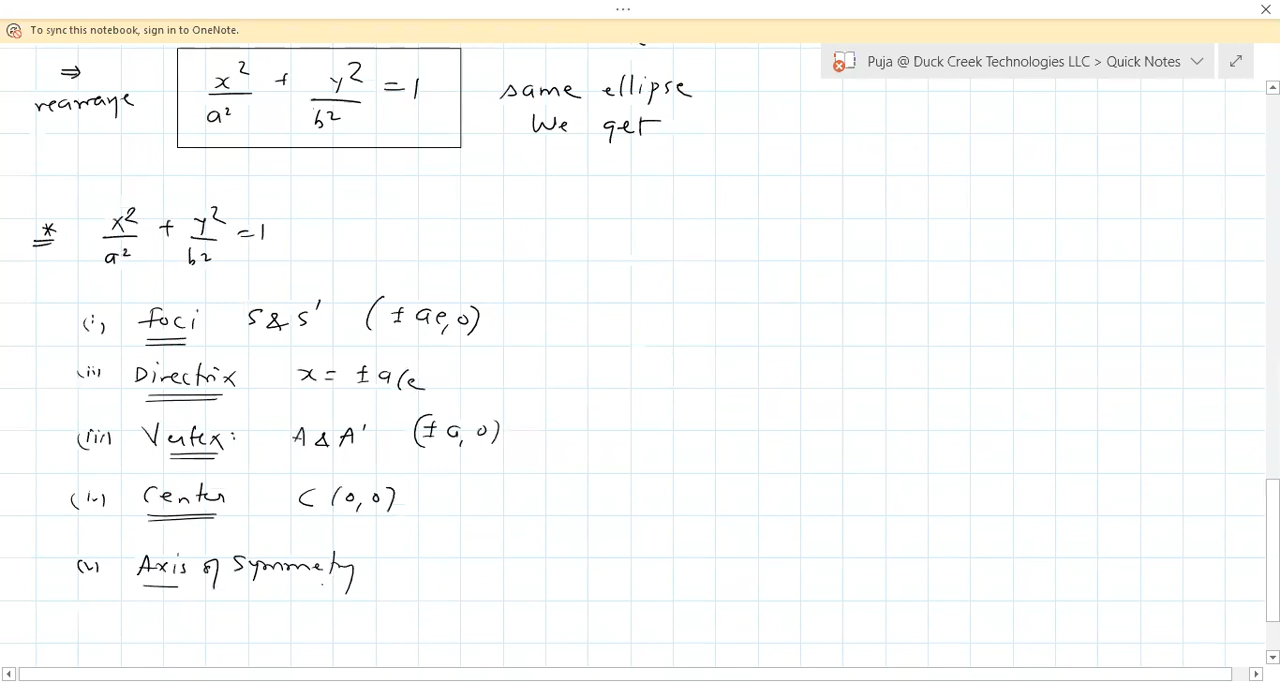 To sync this notebook, sign in to OneNote.
Puja @ Duck Creek Technologies LLC > Quick Notes
⇒ rearrange x²/a² + y²/b² = 1 same ellipse
We get
* x²/a² + y²/b² = 1
(i) foci S & S' (± ae, 0)
(ii) Directrix x = ± a/e
(iii) Vertex: A & A' (± a, 0)
(iv) Center C (0, 0)
(v) Axis of Symmetry